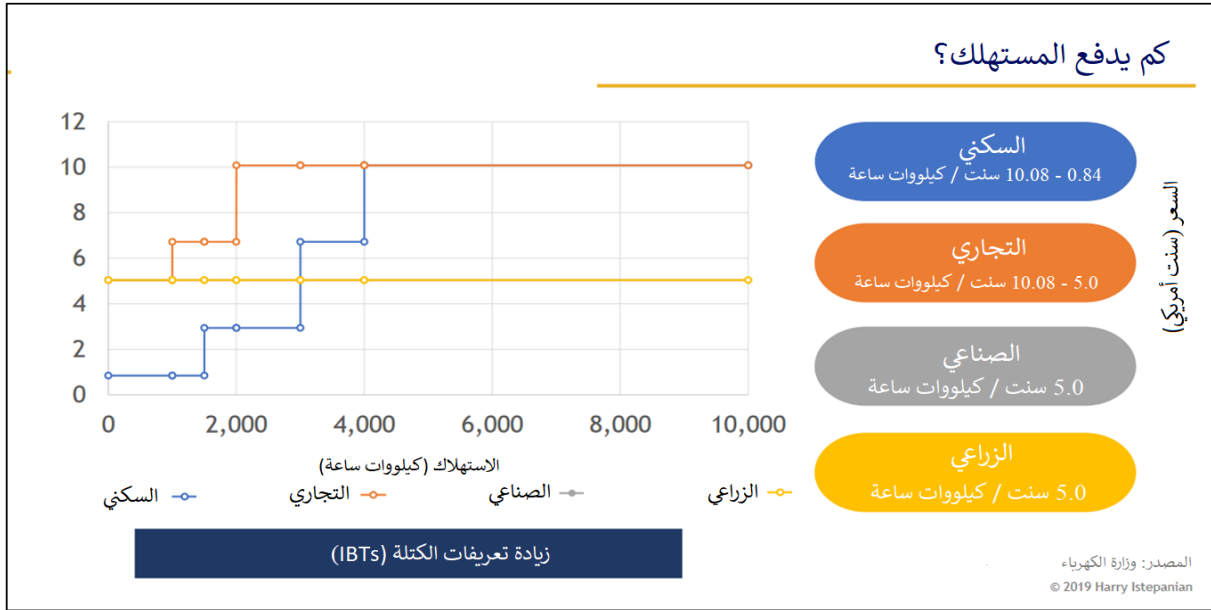 كم يدفع المستهلك؟
السكني
0.84 - 10.08 سنت / كيلووات ساعة
التجاري
5.0 - 10.08 سنت / كيلووات ساعة
الصناعي
5.0 سنت / كيلووات ساعة
الزراعي
5.0 سنت / كيلووات ساعة
السعر (سنت أمريكي)
12
10
8
6
4
2
0
0 2,000 4,000 6,000 8,000 10,000
الاستهلاك (كيلووات ساعة)
الزراعي الصناعي التجاري السكني
زيادة تعريفات الكتلة (IBTs)
المصدر: وزارة الكهرباء
© 2019 Harry Istepanian